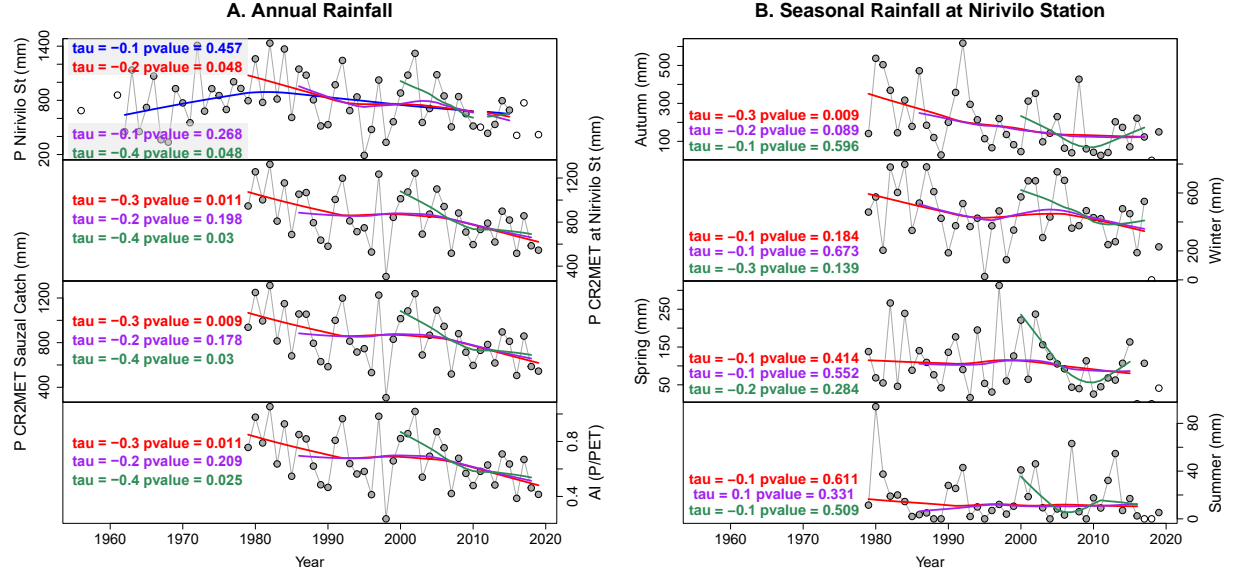 A. Annual Rainfall
P Nirivilo St (mm)
200
800
1400
tau = −0.1 pvalue = 0.457
tau = −0.2 pvalue = 0.048
tau = −0.1 pvalue = 0.268
tau = −0.4 pvalue = 0.048
P CR2MET at Nirivilo St (mm)
400
800
1200
tau = −0.3 pvalue = 0.011
tau = −0.2 pvalue = 0.198
tau = −0.4 pvalue = 0.03
P CR2MET Sauzal Catch (mm)
400
800
1200
tau = −0.3 pvalue = 0.009
tau = −0.2 pvalue = 0.178
tau = −0.4 pvalue = 0.03
AI (P/PET)
0.4
0.8
tau = −0.3 pvalue = 0.011
tau = −0.2 pvalue = 0.209
tau = −0.4 pvalue = 0.025
1960 1970 1980 1990 2000 2010 2020
Year
B. Seasonal Rainfall at Nirivilo Station
Autumn (mm)
100
300
500
tau = −0.3 pvalue = 0.009
tau = −0.2 pvalue = 0.089
tau = −0.1 pvalue = 0.596
Winter (mm)
0
200
600
tau = −0.1 pvalue = 0.184
tau = −0.1 pvalue = 0.673
tau = −0.3 pvalue = 0.139
Spring (mm)
50
150
250
tau = −0.1 pvalue = 0.414
tau = −0.1 pvalue = 0.552
tau = −0.2 pvalue = 0.284
Summer (mm)
0
40
80
tau = −0.1 pvalue = 0.611
tau = 0.1 pvalue = 0.331
tau = −0.1 pvalue = 0.509
1960 1970 1980 1990 2000 2010 2020
Year